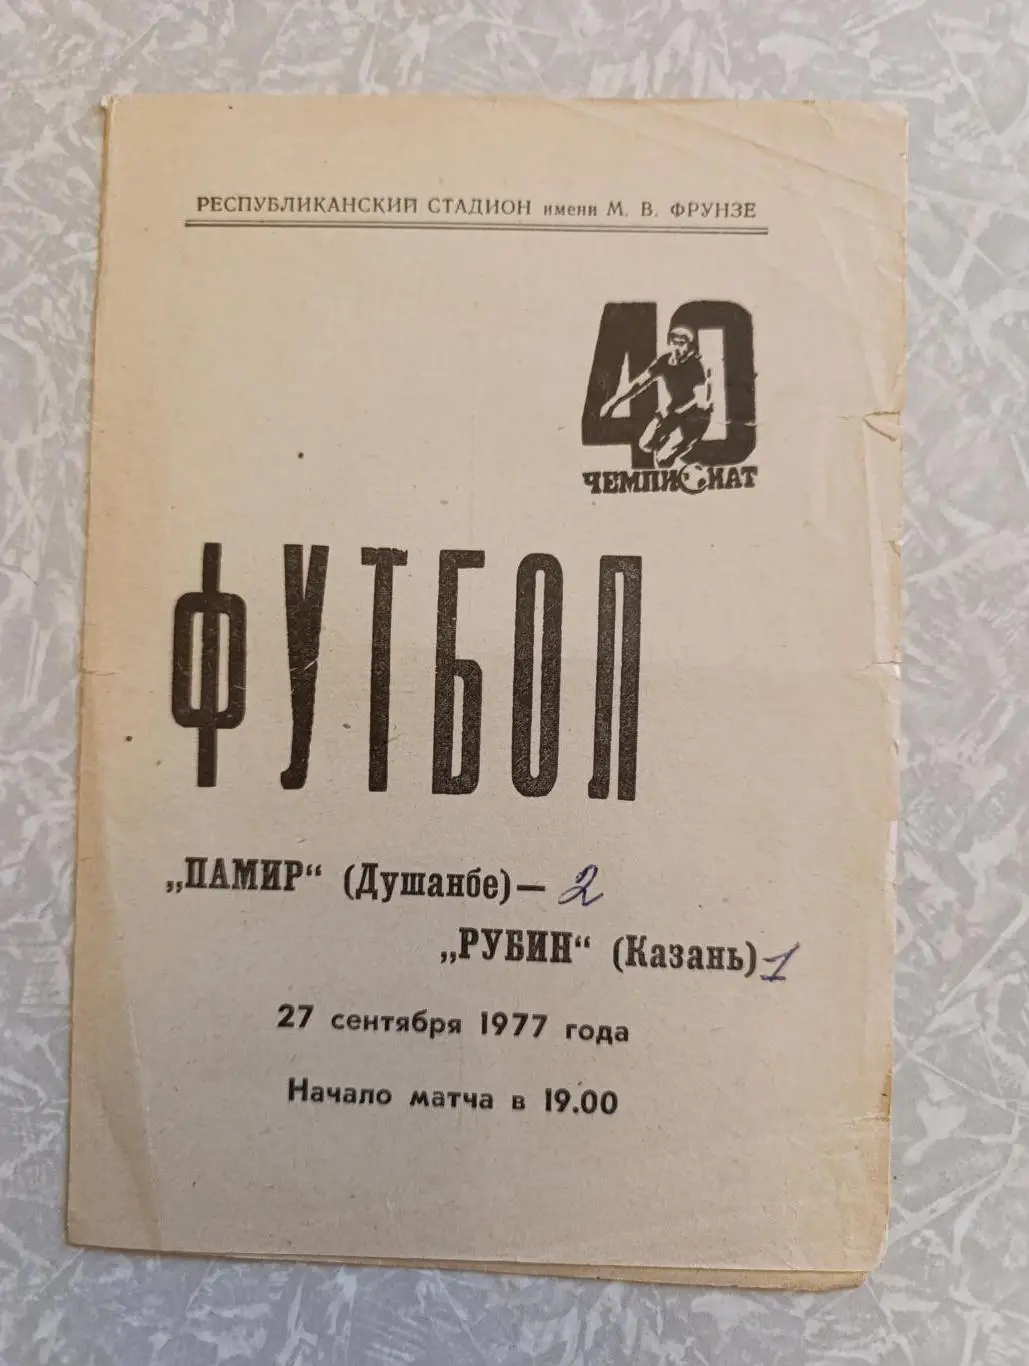 РЕСПУБЛИКАНСКИЙ СТАДИОН имени М. В. ФРУНЗЕ
40
ЧЕМПИОНАТ
ФУТБОЛ
„ПАМИР“ (Душанбе) — 2
„РУБИН“ (Казань) 1
27 сентября 1977 года
Начало матча в 19.00